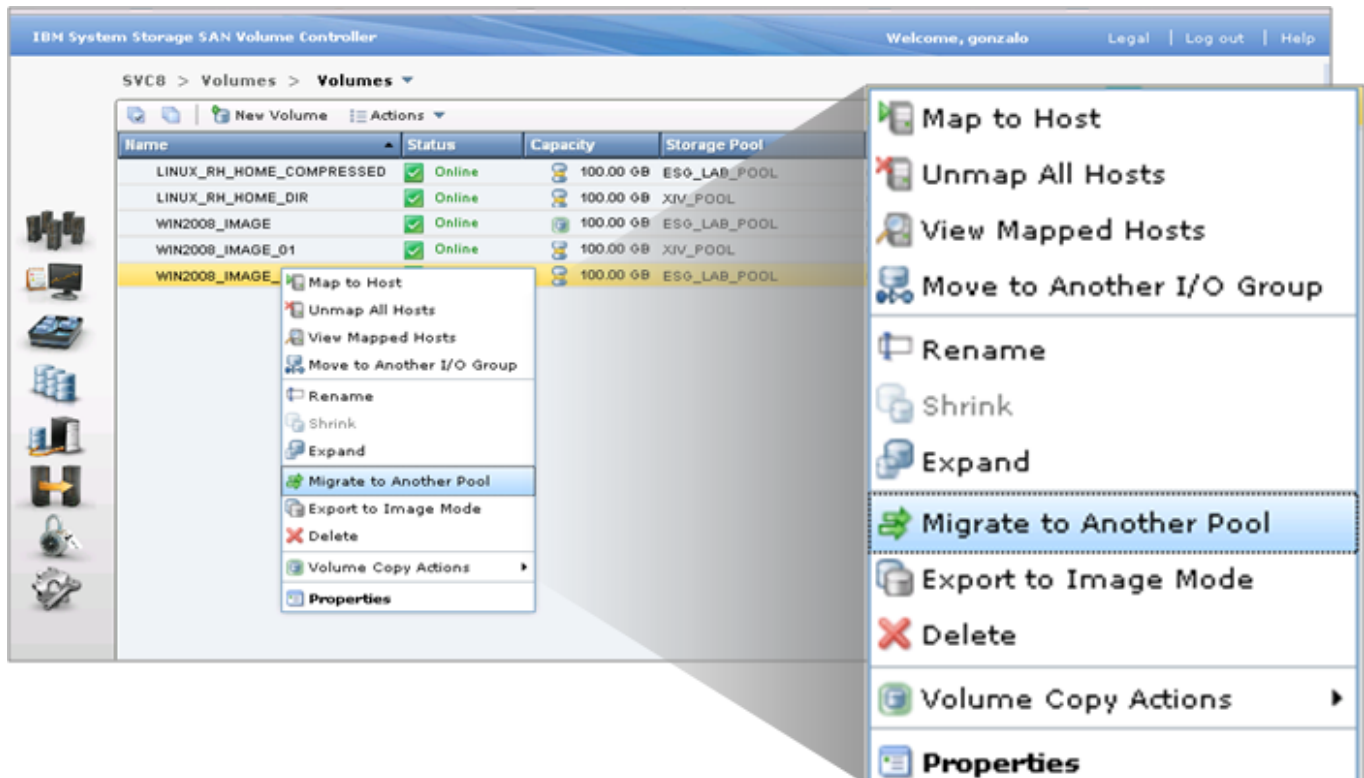 IBM System Storage SAN Volume Controller Welcome, gonzalo Legal | Log out | Help
SVC8 > Volumes > Volumes
New Volume Actions
Name Status Capacity Storage Pool
LINUX_RH_HOME_COMPRESSED Online 100.00 GB ESG_LAB_POOL
LINUX_RH_HOME_DIR Online 100.00 GB XIV_POOL
WIN2008_IMAGE Online 100.00 GB ESG_LAB_POOL
WIN2008_IMAGE_01 Online 100.00 GB XIV_POOL
WIN2008_IMAGE_ 100.00 GB ESG_LAB_POOL
Map to Host
Unmap All Hosts
View Mapped Hosts
Move to Another I/O Group
Rename
Shrink
Expand
Migrate to Another Pool
Export to Image Mode
Delete
Volume Copy Actions
Properties
Map to Host
Unmap All Hosts
View Mapped Hosts
Move to Another I/O Group
Rename
Shrink
Expand
Migrate to Another Pool
Export to Image Mode
Delete
Volume Copy Actions
Properties